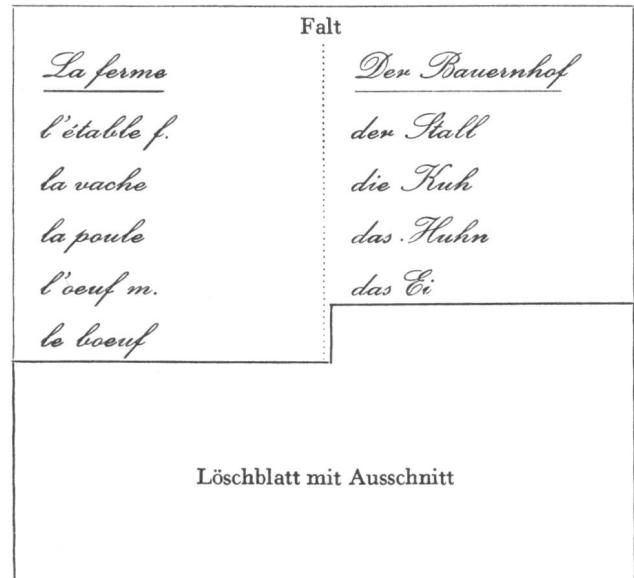 Falt
La ferme Der Bauernhof
l'étable f. der Stall
la vache die Kuh
la poule das Huhn
l'oeuf m. das Ei
le boeuf
Löschblatt mit Ausschnitt